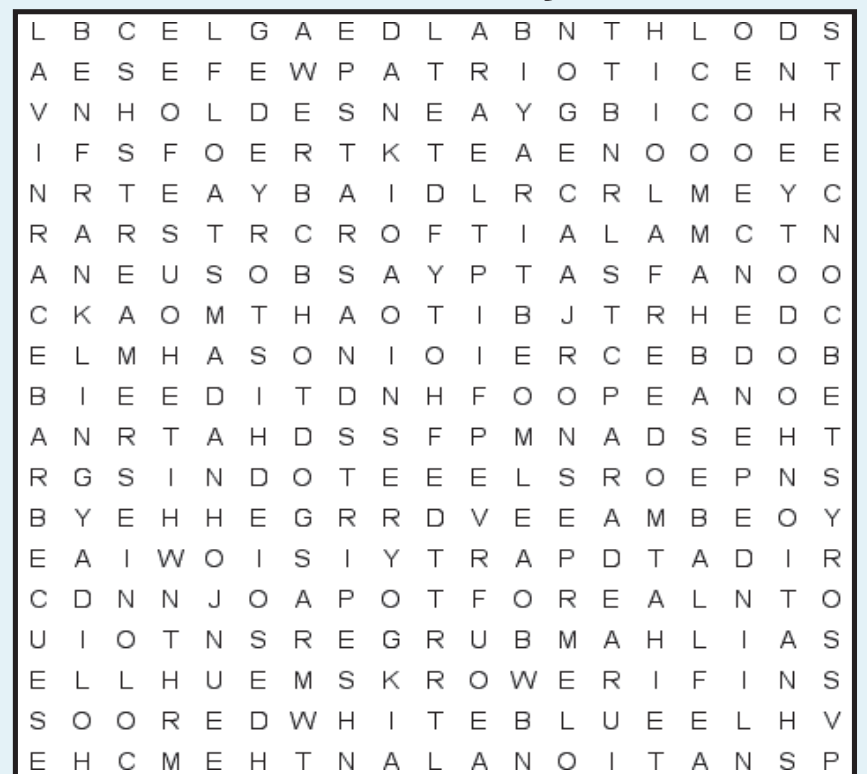 L B C E L G A E D L A B N T H L O D S
A E S E F E W P A T R I O T I C E N T
V N H O L D E S N E A Y G B I C O H R
I F S F O E R T K T E A E N O O O E E
N R T E A Y B A I D L R C R L M E Y C
R A R S T R C R O F T I A L A M C T N
A N E U S O B S A Y P T A S F A N O O
C K A O M T H A O T I B J T R H E D C
E L M H A S O N I O I E R C E B D O B
B I E E D I T D N H F O O P E A N O E
A N R T A H D S S F P M N A D S E H T
R G S I N D O T E E E L S R O E P N S
B Y E H H E G R R D V E E A M B E O Y
E A I W O I S I Y T R A P D T A D I R
C D N N J O A P O T F O R E A L N T O
U I O T N S R E G R U B M A H L I A S
E L L H U E M S K R O W E R I F I N S
S O O R E D W H I T E B L U E E L H V
E H C M E H T N A L A N O I T A N S P